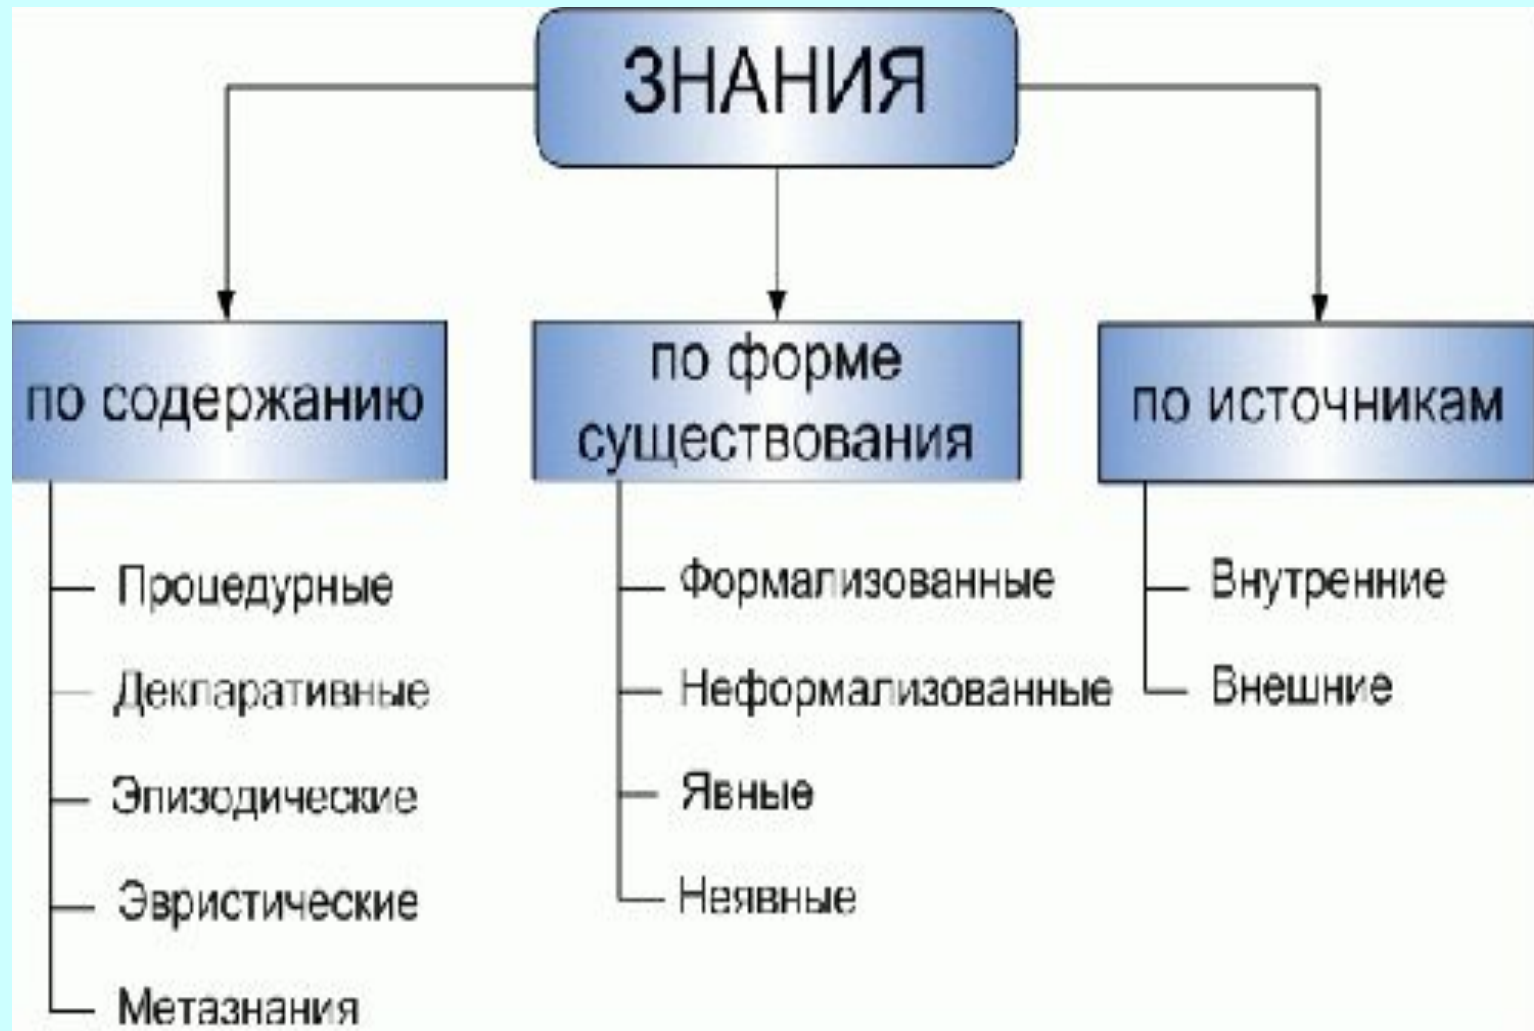 ЗНАНИЯ
по содержанию
Процедурные
Декларативные
Эпизодические
Эвристические
Метазнания
по форме
существования
Формализованные
Неформализованные
Явные
Неявные
по источникам
Внутренние
Внешние